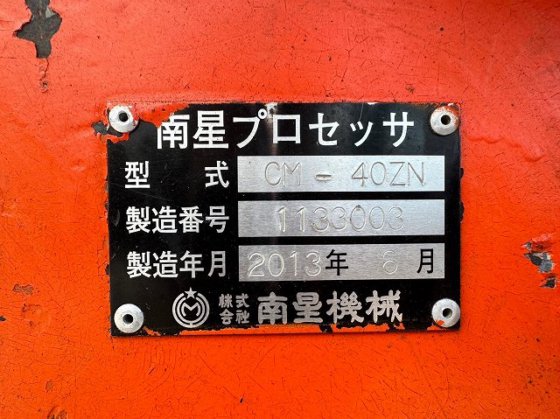 南星プロセッサ
型式 CM-40ZN
製造番号 1133003
製造年月 2013年 6月
株式会社 南星機械